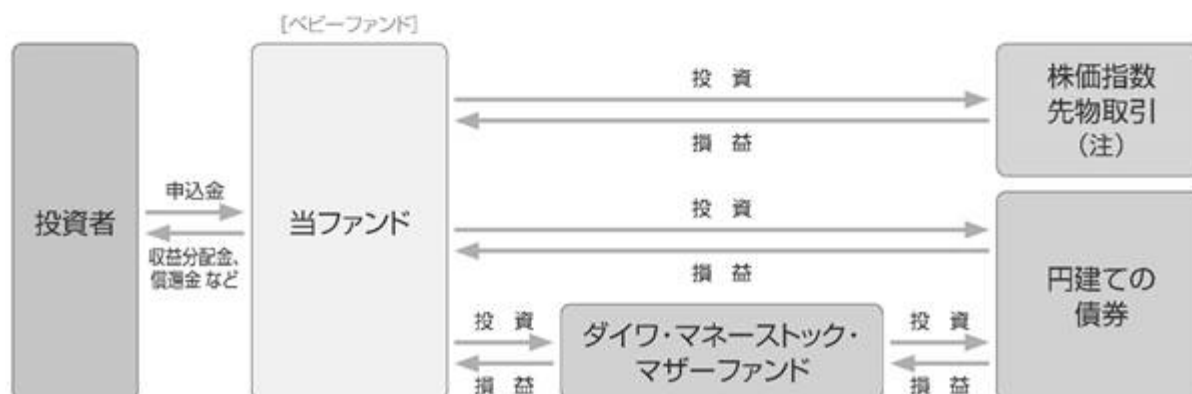 [ベビーファンド]
投資者
申込金
収益分配金、
償還金 など
当ファンド
投 資
損 益
株価指数
先物取引
（注）
投 資
損 益
円建ての
債券
投 資
損 益
ダイワ・マネーストック・
マザーファンド
投 資
損 益